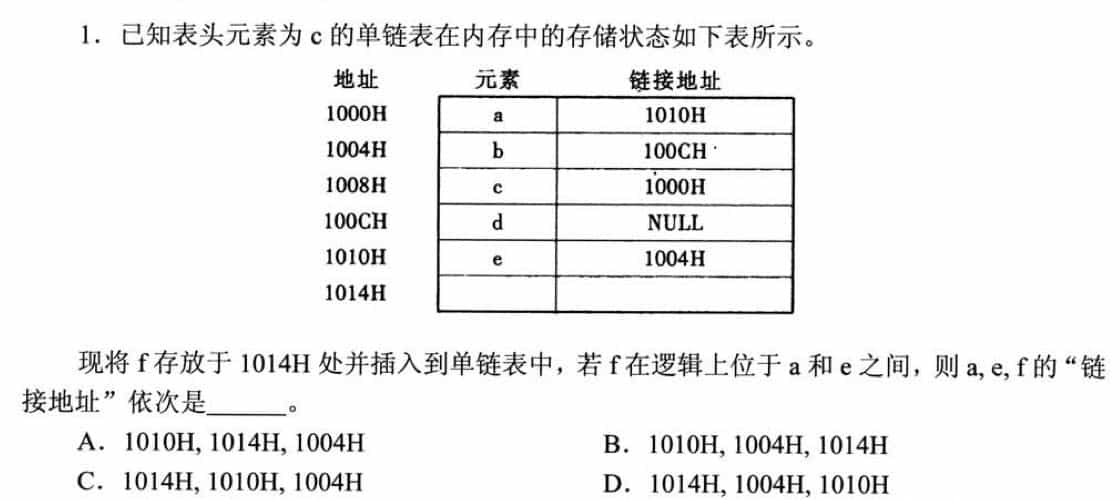 1．已知表头元素为 c 的单链表在内存中的存储状态如下表所示。
地址 元素 链接地址
1000H a 1010H
1004H b 100CH
1008H c 1000H
100CH d NULL
1010H e 1004H
1014H
现将 f 存放于 1014H 处并插入到单链表中，若 f 在逻辑上位于 a 和 e 之间，则 a, e, f 的“链
接地址”依次是______。
A．1010H, 1014H, 1004H B．1010H, 1004H, 1014H
C．1014H, 1010H, 1004H D．1014H, 1004H, 1010H